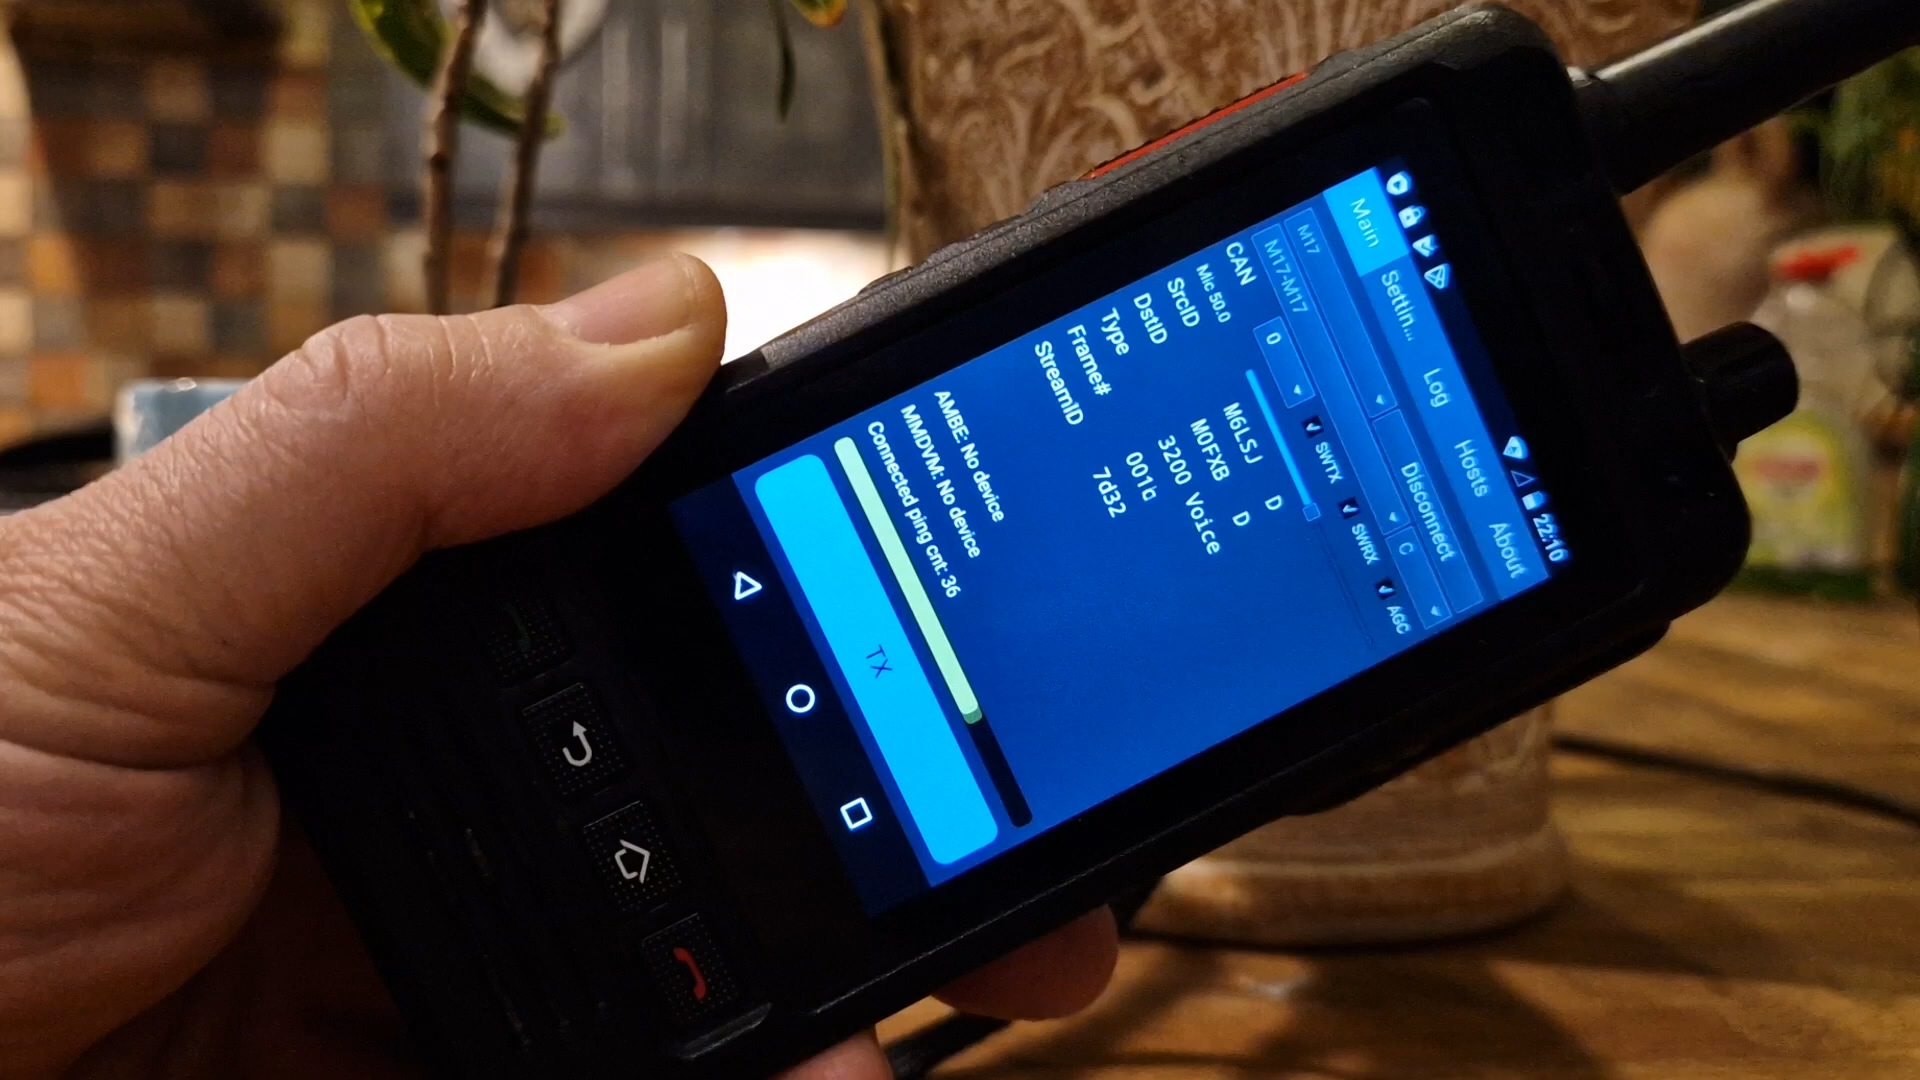 22:16
Main Settin... Log Hosts About
M17 Disconnect
M17-M17 C
CAN 0 SWTX SWRX AGC
Mic 50.0
SrcID M6LSJ D
DstID M0FXB D
Type 3200 Voice
Frame#
StreamID 7d32
AMBE: No device
MMDVM: No device
Connected ping cnt: 36
TX